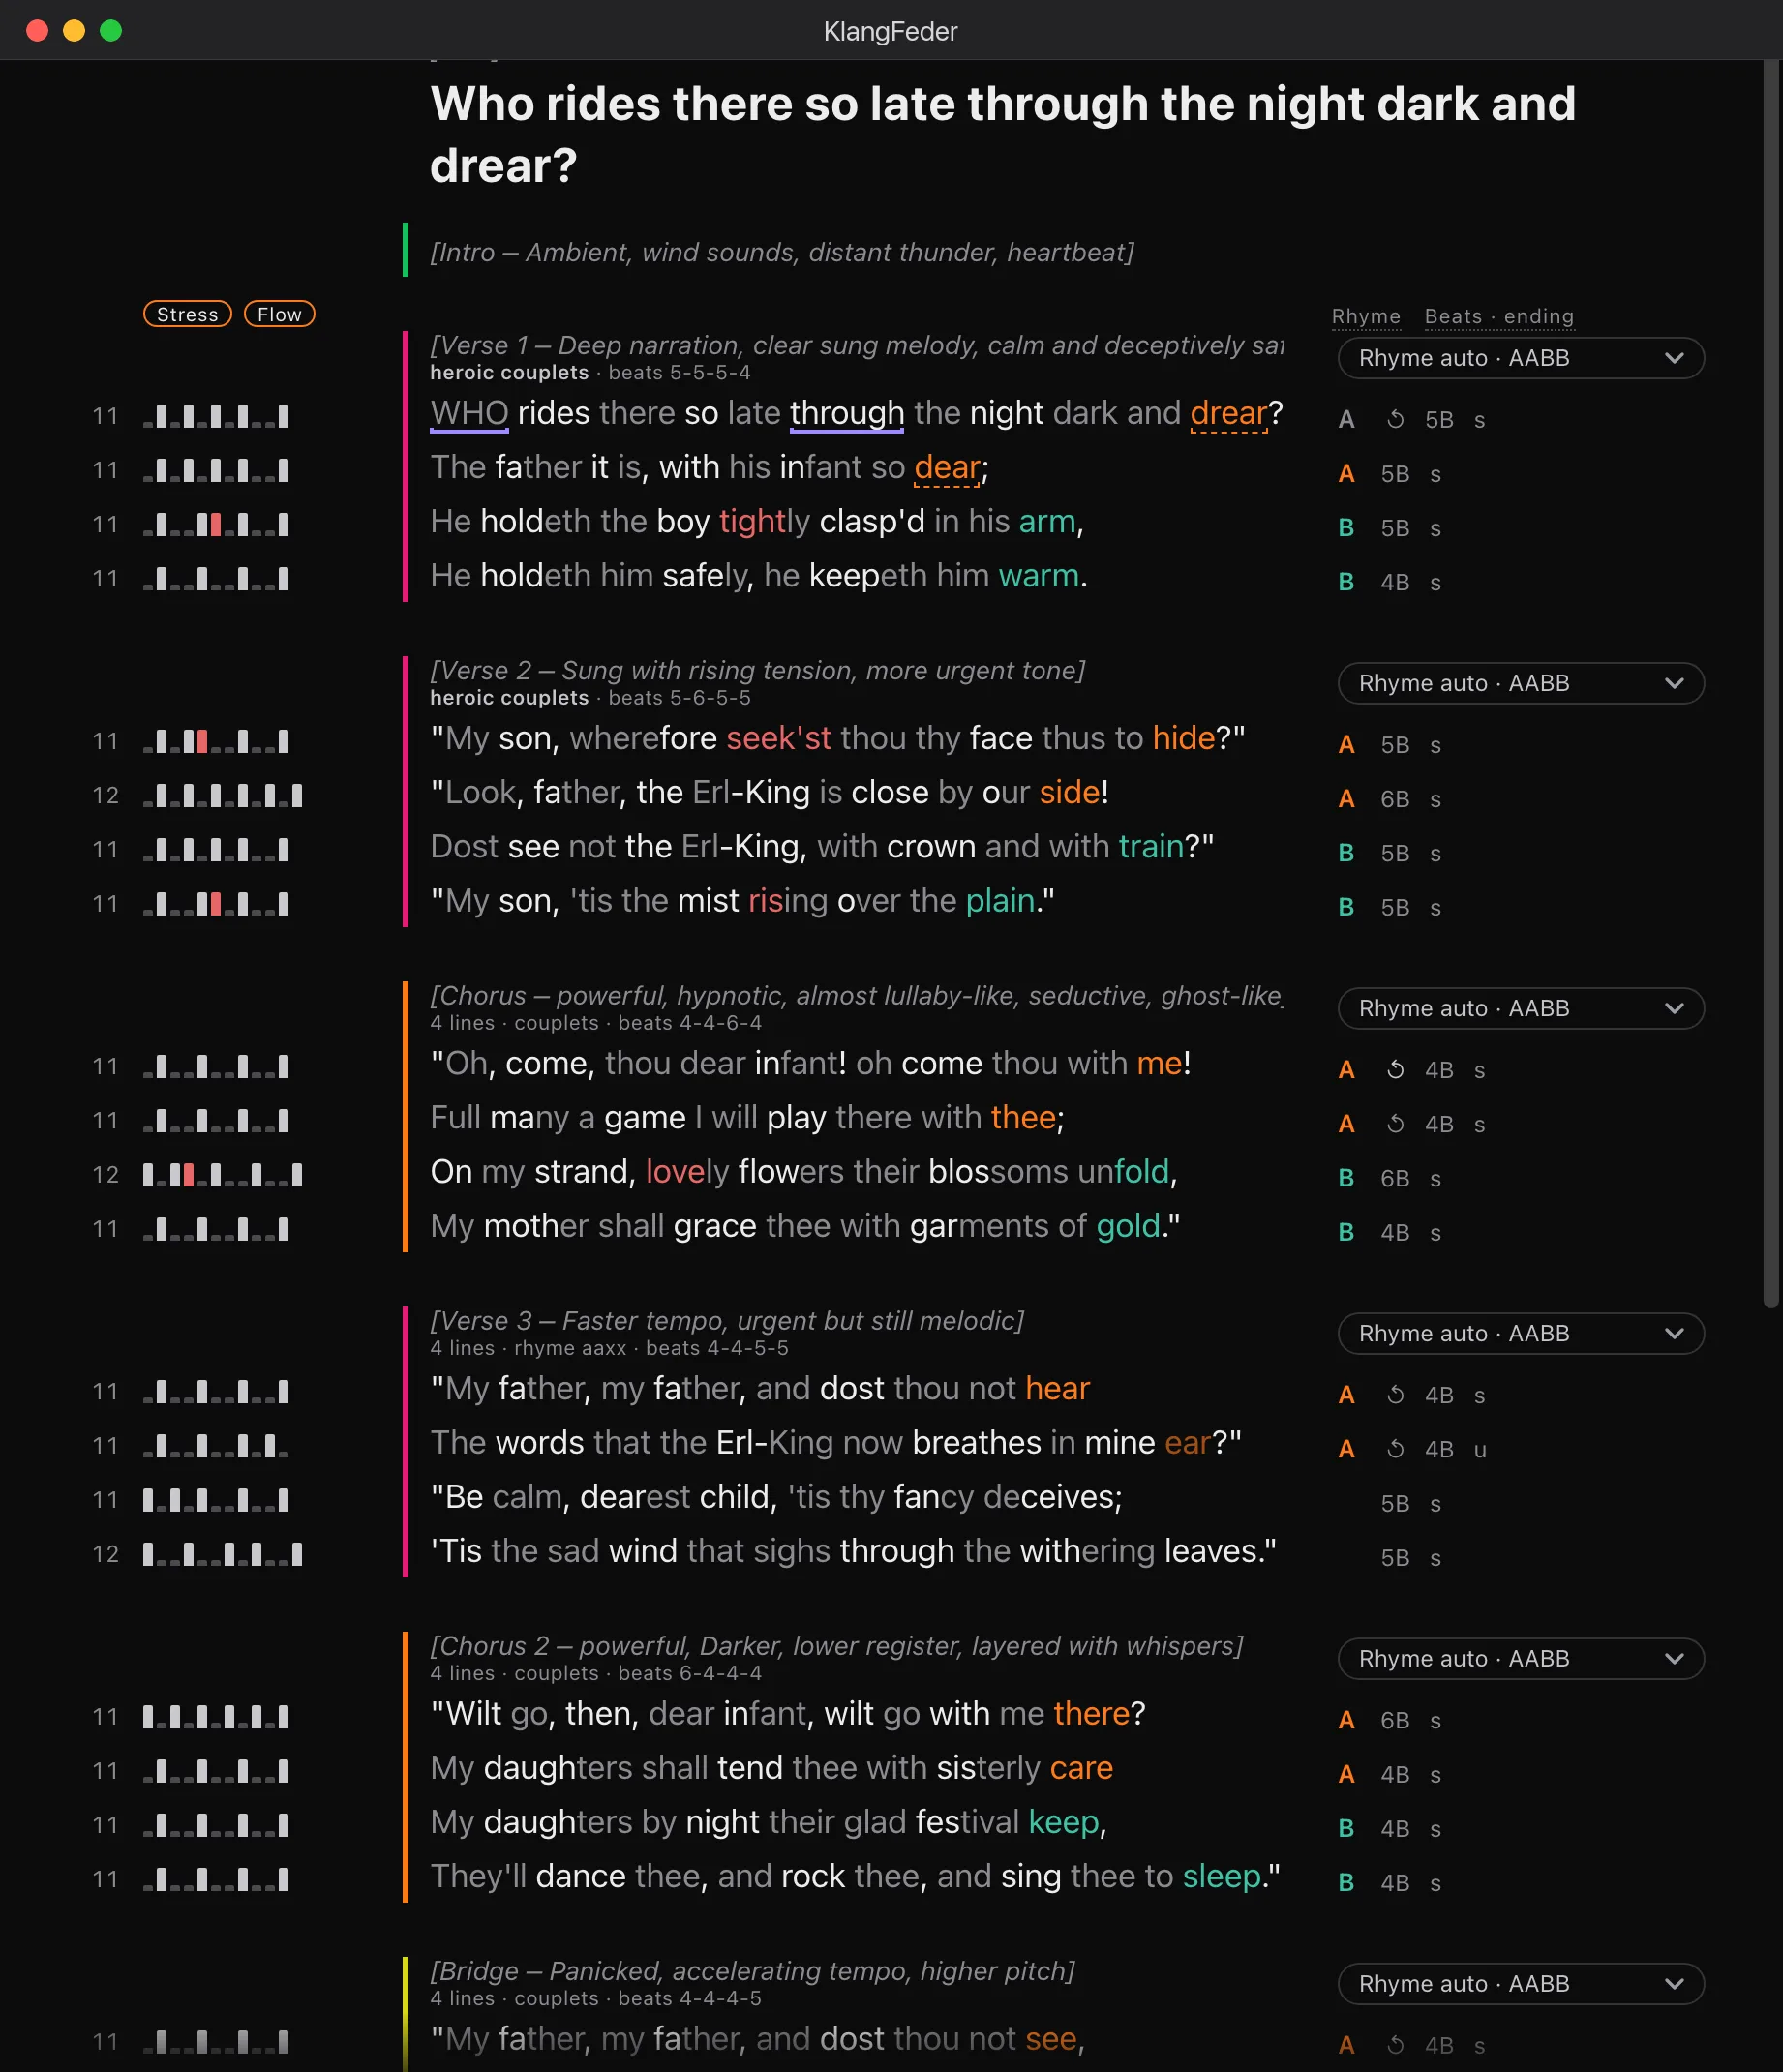 KlangFeder
Who rides there so late through the night dark and
drear?
[Intro – Ambient, wind sounds, distant thunder, heartbeat]
Stress Flow
Rhyme Beats · ending
[Verse 1 – Deep narration, clear sung melody, calm and deceptively
Rhyme auto · AABB
heroic couplets · beats 5-5-5-4
11 WHO rides there so late through the night dark and drear? A 5B s
11 The father it is, with his infant so dear; A 5B s
11 He holdeth the boy tightly clasp'd in his arm, B 5B s
11 He holdeth him safely, he keepeth him warm. B 4B s
[Verse 2 – Sung with rising tension, more urgent tone]
Rhyme auto · AABB
heroic couplets · beats 5-6-5-5
11 "My son, wherefore seek'st thou thy face thus to hide?" A 5B s
12 "Look, father, the Erl-King is close by our side! A 6B s
11 Dost see not the Erl-King, with crown and with train?" B 5B s
11 "My son, 'tis the mist rising over the plain." B 5B s
[Chorus – powerful, hypnotic, almost lullaby-like, seductive, ghost-like
Rhyme auto · AABB
4 lines · couplets · beats 4-4-6-4
11 "Oh, come, thou dear infant! oh come thou with me! A 4B s
11 Full many a game I will play there with thee; A 4B s
12 On my strand, lovely flowers their blossoms unfold, B 6B s
11 My mother shall grace thee with garments of gold." B 4B s
[Verse 3 – Faster tempo, urgent but still melodic]
Rhyme auto · AABB
4 lines · rhyme aaxx · beats 4-4-5-5
11 "My father, my father, and dost thou not hear A 4B s
11 The words that the Erl-King now breathes in mine ear?" A 4B u
11 "Be calm, dearest child, 'tis thy fancy deceives; 5B s
12 'Tis the sad wind that sighs through the withering leaves." 5B s
[Chorus 2 – powerful, Darker, lower register, layered with whispers]
Rhyme auto · AABB
4 lines · couplets · beats 6-4-4-4
11 "Wilt go, then, dear infant, wilt go with me there? A 6B s
11 My daughters shall tend thee with sisterly care A 4B s
11 My daughters by night their glad festival keep, B 4B s
11 They'll dance thee, and rock thee, and sing thee to sleep." B 4B s
[Bridge – Panicked, accelerating tempo, higher pitch]
Rhyme auto · AABB
4 lines · couplets · beats 4-4-4-5
11 "My father, my father, and dost thou not see, A 4B s